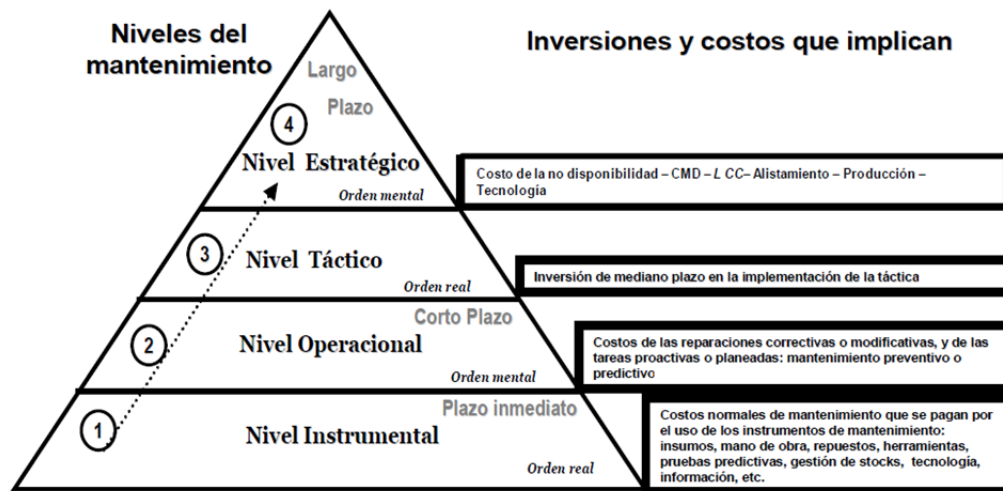 Niveles del
mantenimiento
Inversiones y costos que implican
Largo
Plazo
4
Nivel Estratégico
Orden mental
Costo de la no disponibilidad – CMD – L CC– Alistamiento – Producción –
Tecnología
3
Nivel Táctico
Orden real
Inversión de mediano plazo en la implementación de la táctica
Corto Plazo
2
Nivel Operacional
Orden mental
Costos de las reparaciones correctivas o modificativas, y de las
tareas proactivas o planeadas: mantenimiento preventivo o
predictivo
Plazo inmediato
1
Nivel Instrumental
Orden real
Costos normales de mantenimiento que se pagan por
el uso de los instrumentos de mantenimiento:
insumos, mano de obra, repuestos, herramientas,
pruebas predictivas, gestión de stocks, tecnología,
información, etc.